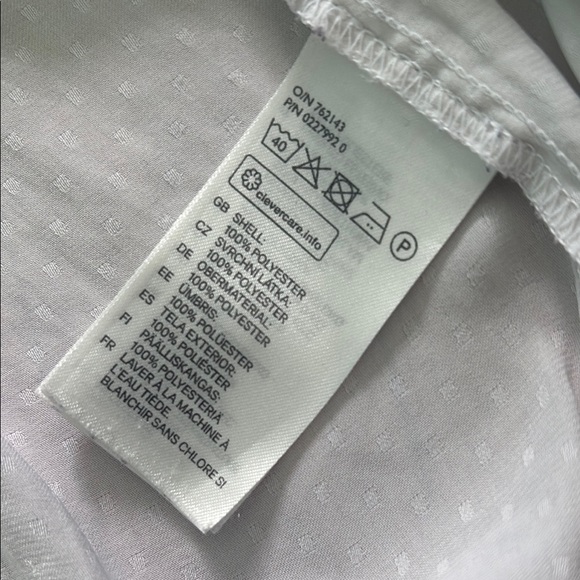 O/N 762143
P/N 0227992 0
40 P
clevercare.info
GB SHELL:
100% POLYESTER
CZ SVRCHNÍ LÁTKA:
100% POLYESTER
DE OBERMATERIAL:
100% POLYESTER
EE ÜMBRIS:
100% POLÜESTER
ES TELA EXTERIOR:
100% POLIÉSTER
FI PÄÄLLISKANGAS:
100% POLYESTERIÄ
FR LAVER À LA MACHINE À
L'EAU TIÈDE.
BLANCHIR SANS CHLORE SI